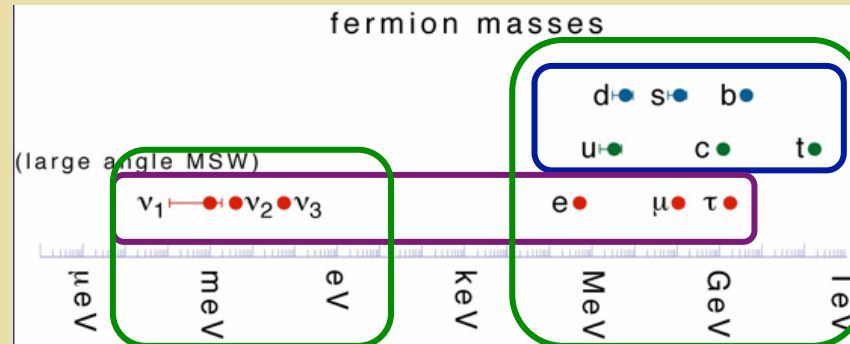 fermion masses
d s b
u c t
(large angle MSW)
ν₁ ν₂ ν₃ e μ τ
μeV meV eV keV MeV GeV TeV